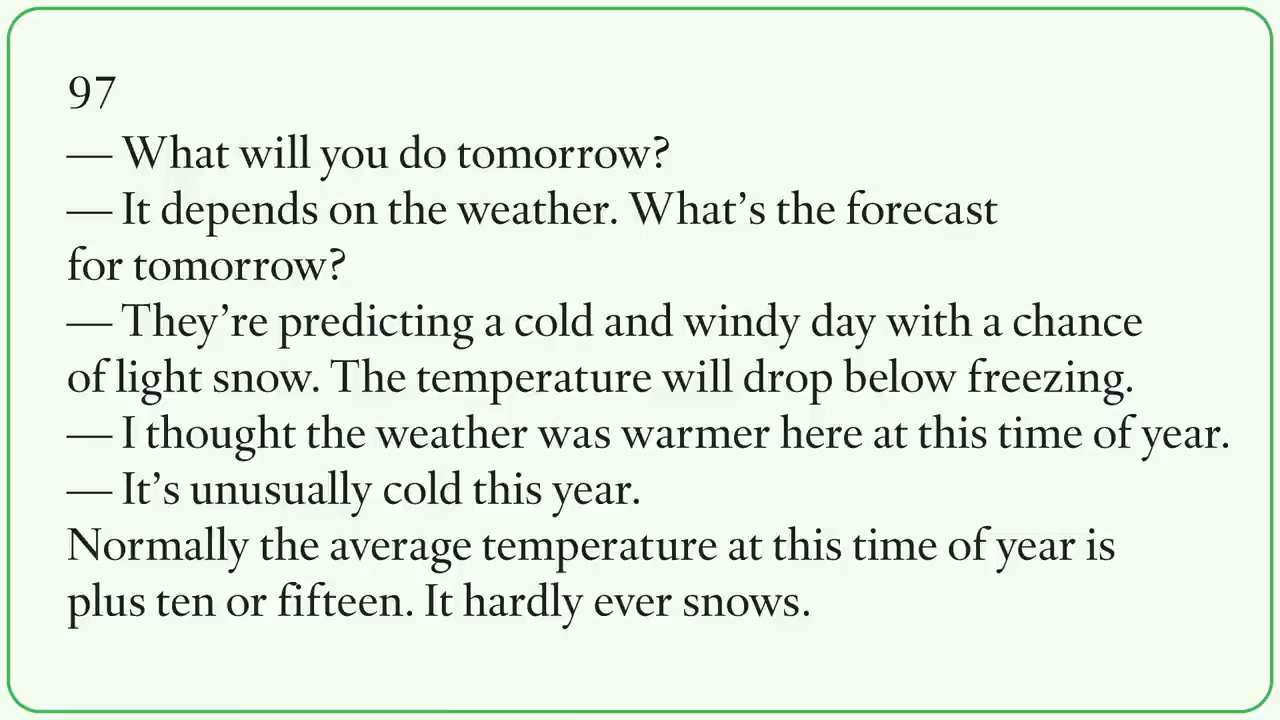 97
— What will you do tomorrow?
— It depends on the weather. What’s the forecast
for tomorrow?
— They’re predicting a cold and windy day with a chance
of light snow. The temperature will drop below freezing.
— I thought the weather was warmer here at this time of year.
— It’s unusually cold this year.
Normally the average temperature at this time of year is
plus ten or fifteen. It hardly ever snows.